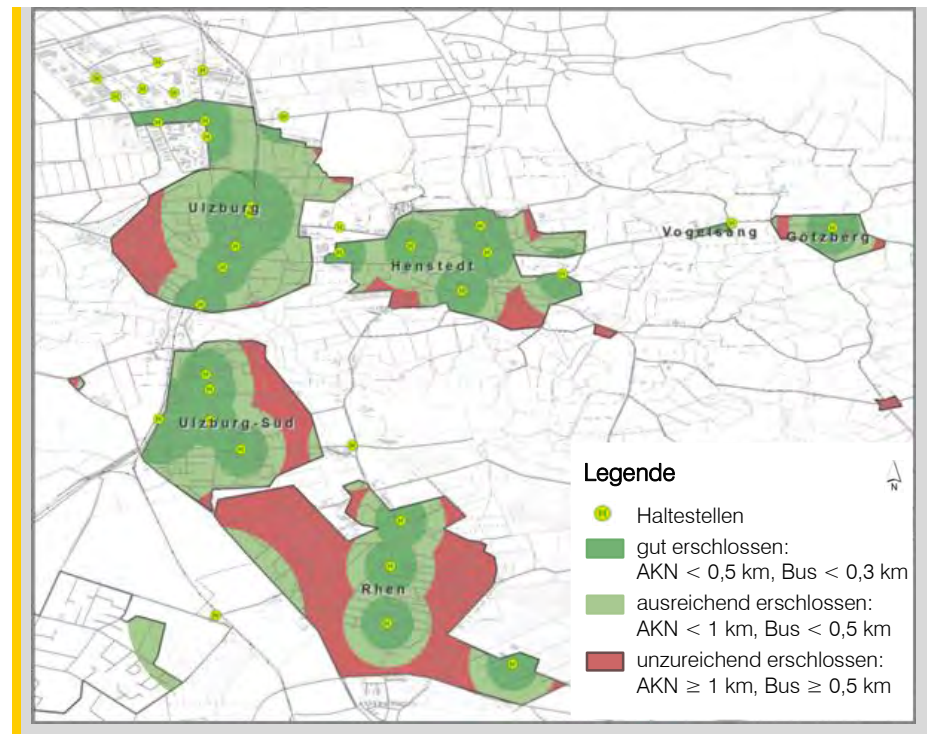 Ulzburg
Henstedt
Vogelsang
Götzberg
Ulzburg-Süd
Rhen
Legende
N
H Haltestellen
gut erschlossen:
AKN < 0,5 km, Bus < 0,3 km
ausreichend erschlossen:
AKN < 1 km, Bus < 0,5 km
unzureichend erschlossen:
AKN ≥ 1 km, Bus ≥ 0,5 km